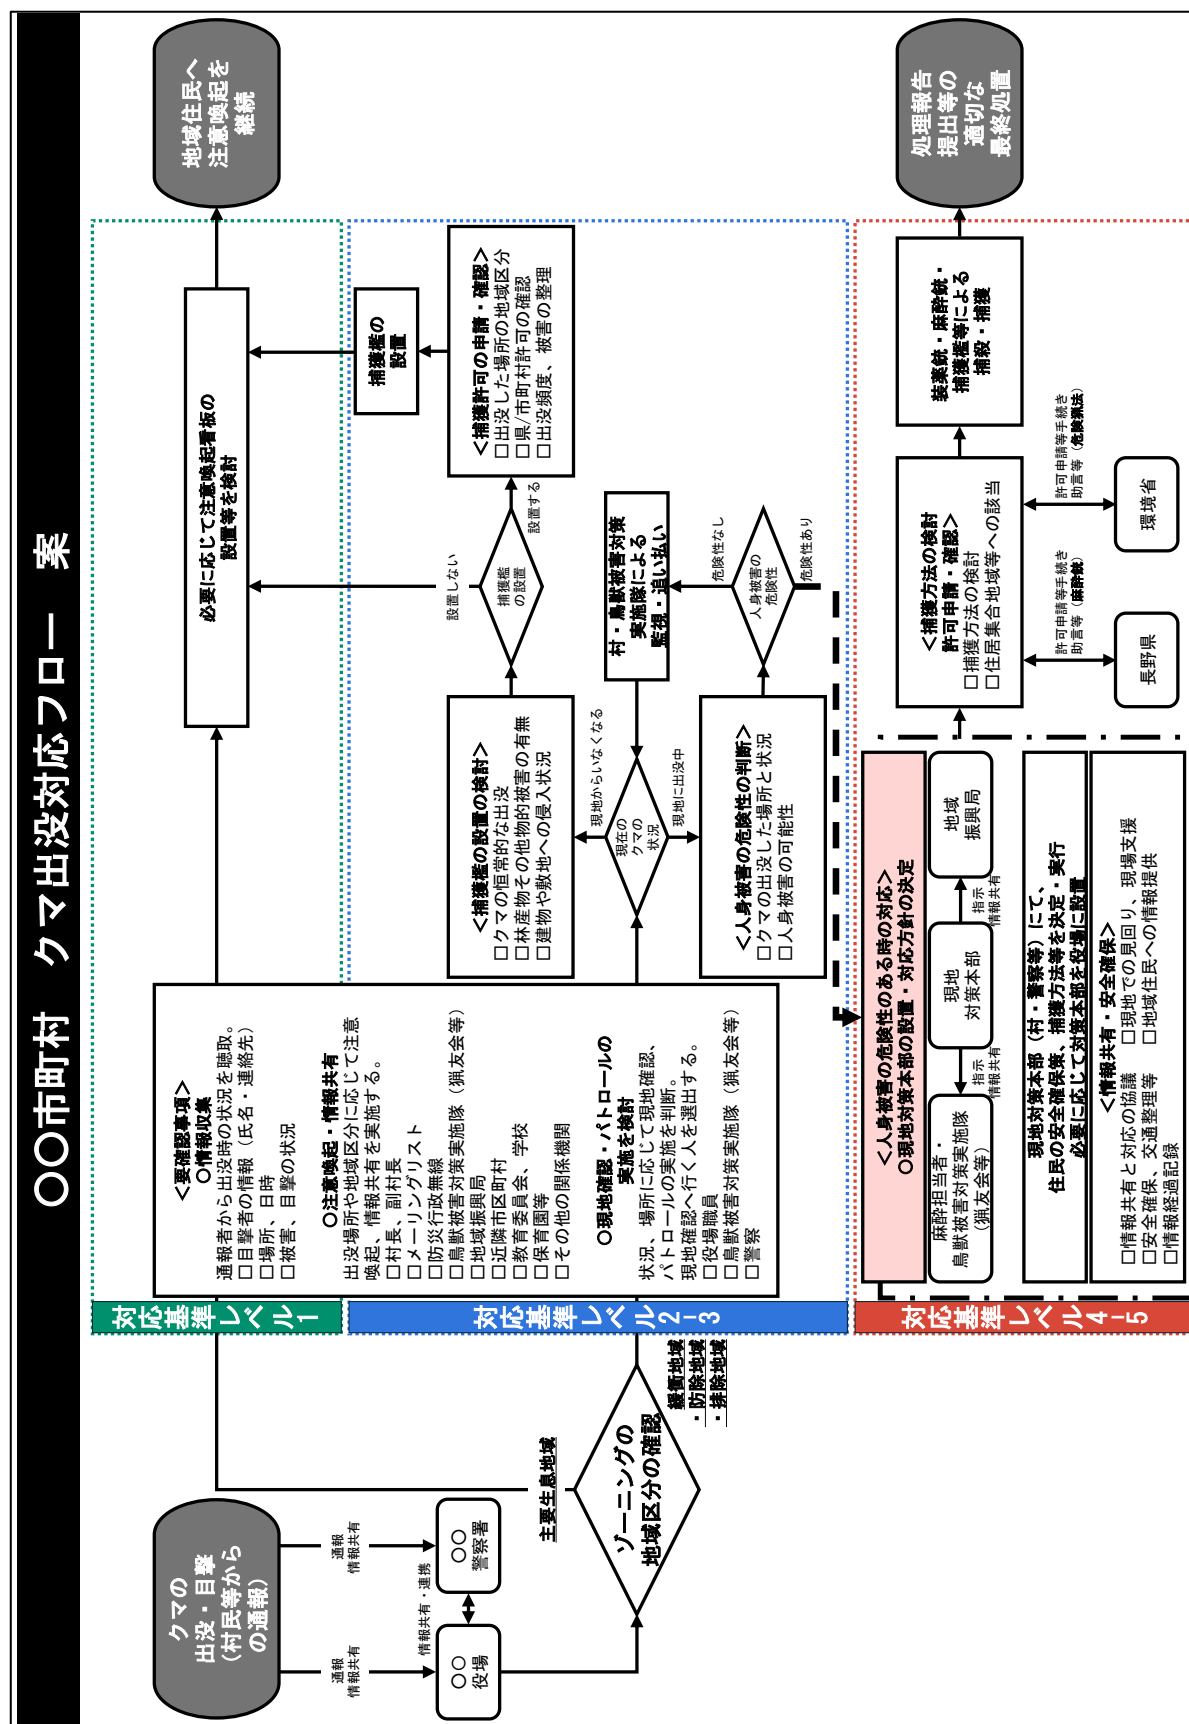 〇〇市町村　クマ出没対応フロー　案
クマの
出没・目撃
(村民等から
の通報)
通報
情報共有
通報
情報共有
〇〇
役場
〇〇
警察署
情報共有・連携
ゾーニングの
地域区分の確認
主要生息地域
緩衝地域
・防除地域
・排除地域
対応基準レベル1
対応基準レベル2-3
対応基準レベル4-5
＜要確認事項＞
〇情報収集
通報者から出没時の状況を聴取。
□目撃者の情報（氏名・連絡先）
□場所、日時
□被害、目撃の状況
〇注意喚起・情報共有
出没場所や地域区分に応じて注意
喚起、情報共有を実施する。
□村長、副村長
□メーリングリスト
□防災行政無線
□鳥獣被害対策実施隊（猟友会等）
□地域振興局
□近隣市区町村
□教育委員会、学校
□保育園等
□その他の関係機関
〇現地確認・パトロールの
実施を検討
状況、場所に応じて現地確認、
パトロールの実施を判断。
現地確認へ行く人を選出する。
□役場職員
□鳥獣被害対策実施隊（猟友会等）
□警察
必要に応じて注意喚起看板の
設置等を検討
地域住民へ
注意喚起を
継続
＜捕獲檻の設置の検討＞
□クマの恒常的な出没
□林産物その他物的被害の有無
□建物や敷地への侵入状況
現地からいなくなる
現在の
クマの
状況
現地に出没中
＜人身被害の危険性の判断＞
□クマの出没した場所と状況
□人身被害の可能性
捕獲檻
の設置
設置しない
設置する
＜捕獲許可の申請・確認＞
□出没した場所の地域区分
□県/市町村許可の確認
□出没頻度、被害の整理
捕獲檻の
設置
村・鳥獣被害対策
実施隊による
監視・追い払い
危険性なし
人身被害の
危険性
危険性あり
＜人身被害の危険性のある時の対応＞
〇現地対策本部の設置・対応方針の決定
麻酔担当者・
鳥獣被害対策実施隊
（猟友会等）
指示
情報共有
現地
対策本部
指示
情報共有
地域
振興局
現地対策本部（村・警察等）にて、
住民の安全確保策、捕獲方法等を決定・実行
必要に応じて対策本部を役場に設置
＜情報共有・安全確保＞
□情報共有と対応の協議　□現地での見回り、現場支援
□安全確保、交通整理等　□地域住民への情報提供
□情報経過記録
＜捕獲方法の検討
許可申請・確認＞
□捕獲方法の検討
□住居集合地域等への該当
許可申請等手続き
助言等（麻酔銃）
長野県
許可申請等手続き
助言等（危険猟法）
環境省
装薬銃・麻酔銃・
捕獲檻等による
捕殺・捕獲
処理報告
提出等の
適切な
最終処置